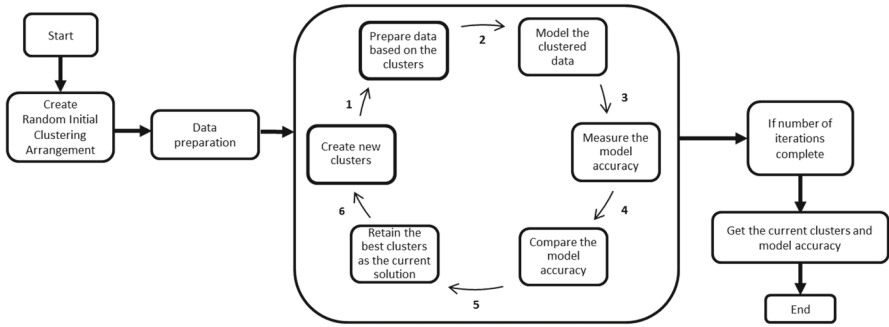 Start
Create
Random Initial
Clustering
Arrangement
Data
preparation
Create new
clusters
1
Prepare data
based on the
clusters
2
Model the
clustered
data
3
Measure the
model
accuracy
4
Compare the
model
accuracy
5
Retain the
best clusters
as the current
solution
6
If number of
iterations
complete
Get the current clusters and
model accuracy
End